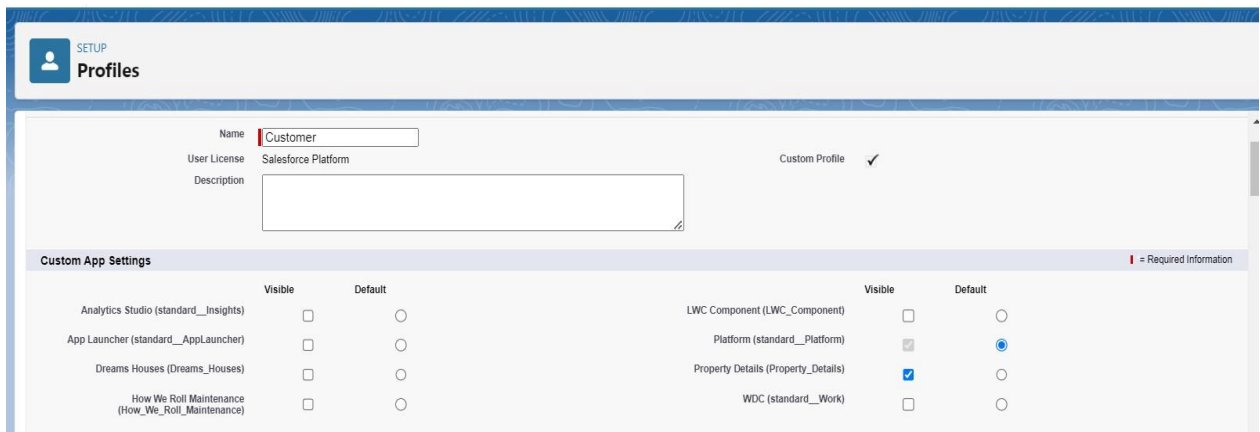 SETUP
Profiles
Name
Customer
User License
Salesforce Platform
Custom Profile
Description
Custom App Settings
= Required Information
Visible
Default
Visible
Default
Analytics Studio (standard__Insights)
LWC Component (LWC_Component)
App Launcher (standard__AppLauncher)
Platform (standard__Platform)
Dreams Houses (Dreams_Houses)
Property Details (Property_Details)
How We Roll Maintenance
(How_We_Roll_Maintenance)
WDC (standard__Work)